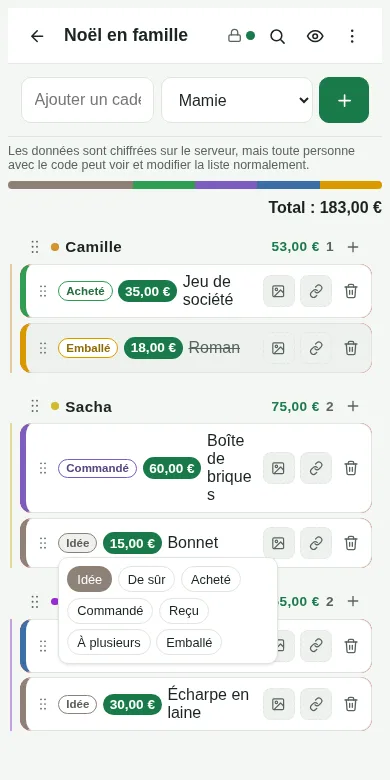 Noël en famille
Ajouter un cade
Mamie
Les données sont chiffrées sur le serveur, mais toute personne
avec le code peut voir et modifier la liste normalement.
Total : 183,00 €
Camille 53,00 € 1
Acheté 35,00 € Jeu de
société
Emballé 18,00 € Roman
Sacha 75,00 € 2
Commandé 60,00 € Boîte
de
brique
s
Idée 15,00 € Bonnet
Idée De sûr Acheté
Commandé Reçu
À plusieurs Emballé
5,00 € 2
Idée 30,00 € Écharpe en
laine